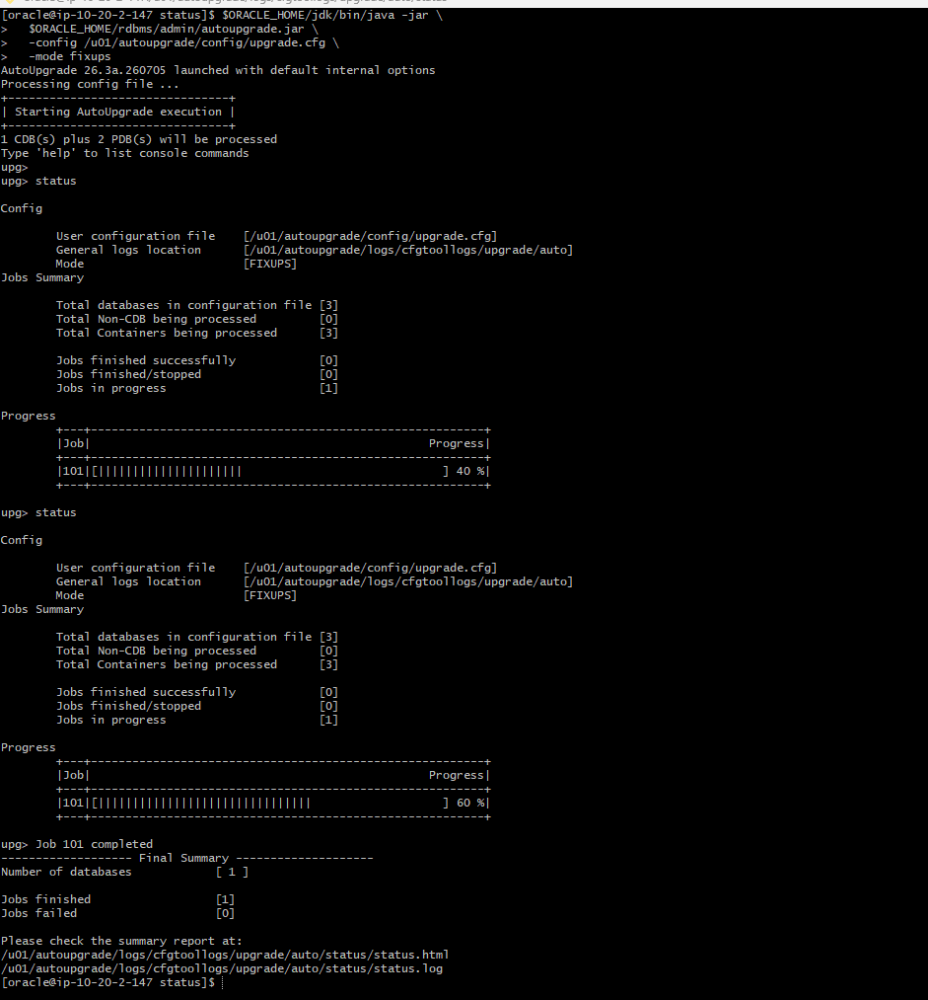 [oracle@ip-10-20-2-147 status]$ $ORACLE_HOME/jdk/bin/java -jar \
>   $ORACLE_HOME/rdbms/admin/autoupgrade.jar \
>   -config /u01/autoupgrade/config/upgrade.cfg \
>   -mode fixups
AutoUpgrade 26.3a.260705 launched with default internal options
Processing config file ...
+--------------------------------+
| Starting AutoUpgrade execution |
+--------------------------------+
1 CDB(s) plus 2 PDB(s) will be processed
Type 'help' to list console commands
upg>
upg> status
Config
        User configuration file    [/u01/autoupgrade/config/upgrade.cfg]
        General logs location      [/u01/autoupgrade/logs/cfgtoollogs/upgrade/auto]
        Mode                       [FIXUPS]
Jobs Summary
        Total databases in configuration file [3]
        Total Non-CDB being processed         [0]
        Total Containers being processed      [3]
        Jobs finished successfully            [0]
        Jobs finished/stopped                 [0]
        Jobs in progress                      [1]
Progress
        +---+---------------------------------------------------------+
        |Job|                                                 Progress|
        +---+---------------------------------------------------------+
        |101|[|||||||||||||||||||||                             ] 40 %|
        +---+---------------------------------------------------------+
upg> status
Config
        User configuration file    [/u01/autoupgrade/config/upgrade.cfg]
        General logs location      [/u01/autoupgrade/logs/cfgtoollogs/upgrade/auto]
        Mode                       [FIXUPS]
Jobs Summary
        Total databases in configuration file [3]
        Total Non-CDB being processed         [0]
        Total Containers being processed      [3]
        Jobs finished successfully            [0]
        Jobs finished/stopped                 [0]
        Jobs in progress                      [1]
Progress
        +---+---------------------------------------------------------+
        |Job|                                                 Progress|
        +---+---------------------------------------------------------+
        |101|[|||||||||||||||||||||||||||||||                   ] 60 %|
        +---+---------------------------------------------------------+
upg> Job 101 completed
------------------- Final Summary --------------------
Number of databases            [ 1 ]
Jobs finished                  [1]
Jobs failed                    [0]
Please check the summary report at:
/u01/autoupgrade/logs/cfgtoollogs/upgrade/auto/status/status.html
/u01/autoupgrade/logs/cfgtoollogs/upgrade/auto/status/status.log
[oracle@ip-10-20-2-147 status]$